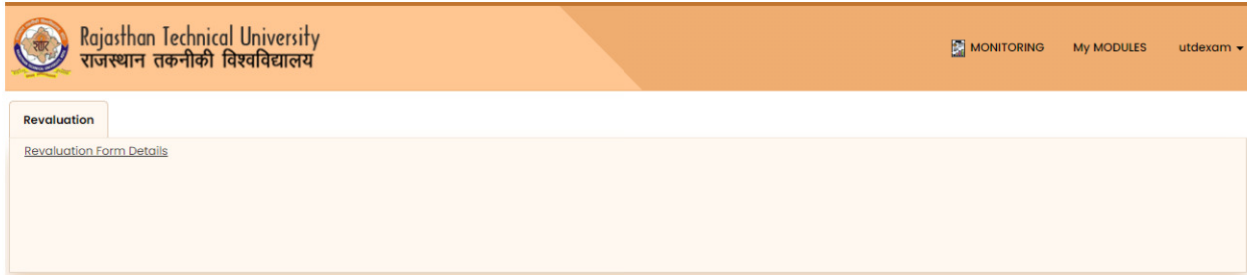 Rajasthan Technical University
राजस्थान तकनीकी विश्वविद्यालय
MONITORING My MODULES utdexam
Revaluation
Revaluation Form Details